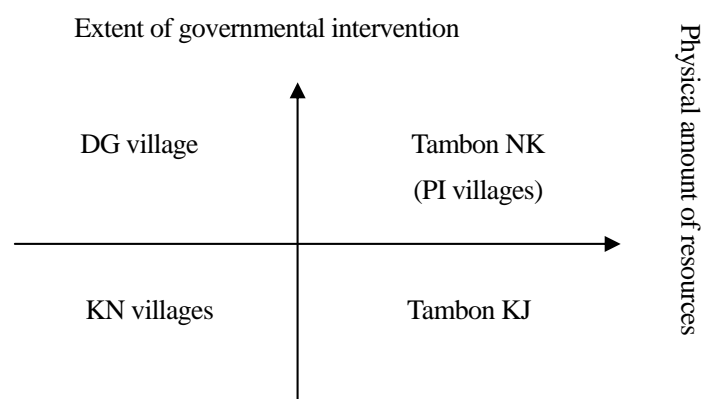 Extent of governmental intervention
Physical amount of resources
DG village
Tambon NK
(PI villages)
KN villages
Tambon KJ